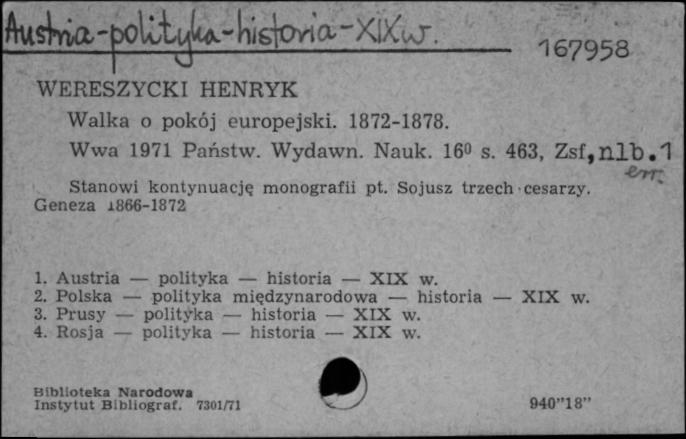 Austria-polityka-historia-XIX w.
167958
WERESZYCKI HENRYK
Walka o pokój europejski. 1872-1878.
Wwa 1971 Państw. Wydawn. Nauk. 16⁰ s. 463, Zsf, nlb. 1
err.
Stanowi kontynuację monografii pt. Sojusz trzech cesarzy.
Geneza 1866-1872
1. Austria — polityka — historia — XIX w.
2. Polska — polityka międzynarodowa — historia — XIX w.
3. Prusy — polityka — historia — XIX w.
4. Rosja — polityka — historia — XIX w.
Biblioteka Narodowa
Instytut Bibliograf. 7301/71
940"18"